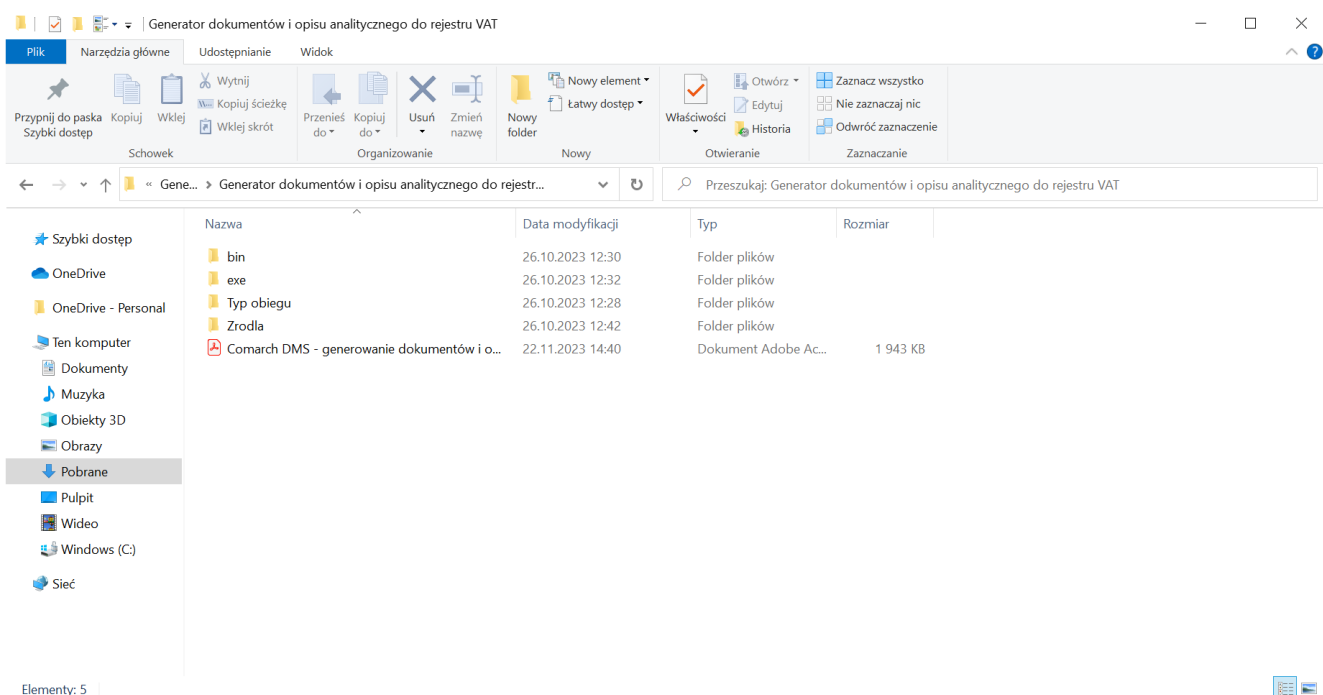 Generator dokumentów i opisu analitycznego do rejestru VAT
Plik Narzędzia główne Udostępnianie Widok
Przypnij do paska Szybki dostęp
Kopiuj
Wklej
Wytnij
Kopiuj ścieżkę
Wklej skrót
Schowek
Przenieś do
Kopiuj do
Usuń
Zmień nazwę
Organizowanie
Nowy folder
Nowy element
Łatwy dostęp
Nowy
Właściwości
Otwórz
Edytuj
Historia
Otwieranie
Zaznacz wszystko
Nie zaznaczaj nic
Odwróć zaznaczenie
Zaznaczanie
« Gene... > Generator dokumentów i opisu analitycznego do rejestr...
Przeszukaj: Generator dokumentów i opisu analitycznego do rejestru VAT
Szybki dostęp
OneDrive
OneDrive - Personal
Ten komputer
Dokumenty
Muzyka
Obiekty 3D
Obrazy
Pobrane
Pulpit
Wideo
Windows (C:)
Sieć
Nazwa Data modyfikacji Typ Rozmiar
bin 26.10.2023 12:30 Folder plików
exe 26.10.2023 12:32 Folder plików
Typ obiegu 26.10.2023 12:28 Folder plików
Zrodla 26.10.2023 12:42 Folder plików
Comarch DMS - generowanie dokumentów i o... 22.11.2023 14:40 Dokument Adobe Ac... 1 943 KB
Elementy: 5